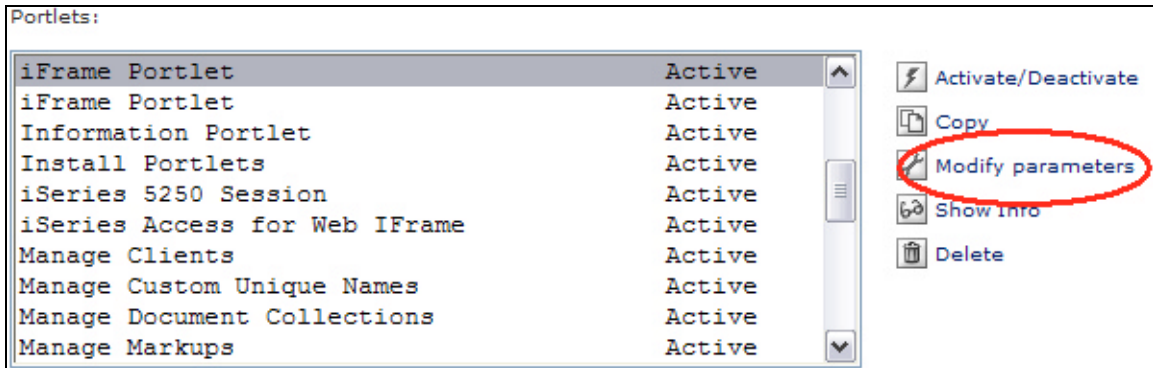 Portlets:
iFrame Portlet Active
iFrame Portlet Active
Information Portlet Active
Install Portlets Active
iSeries 5250 Session Active
iSeries Access for Web IFrame Active
Manage Clients Active
Manage Custom Unique Names Active
Manage Document Collections Active
Manage Markups Active
Activate/Deactivate
Copy
Modify parameters
Show Info
Delete